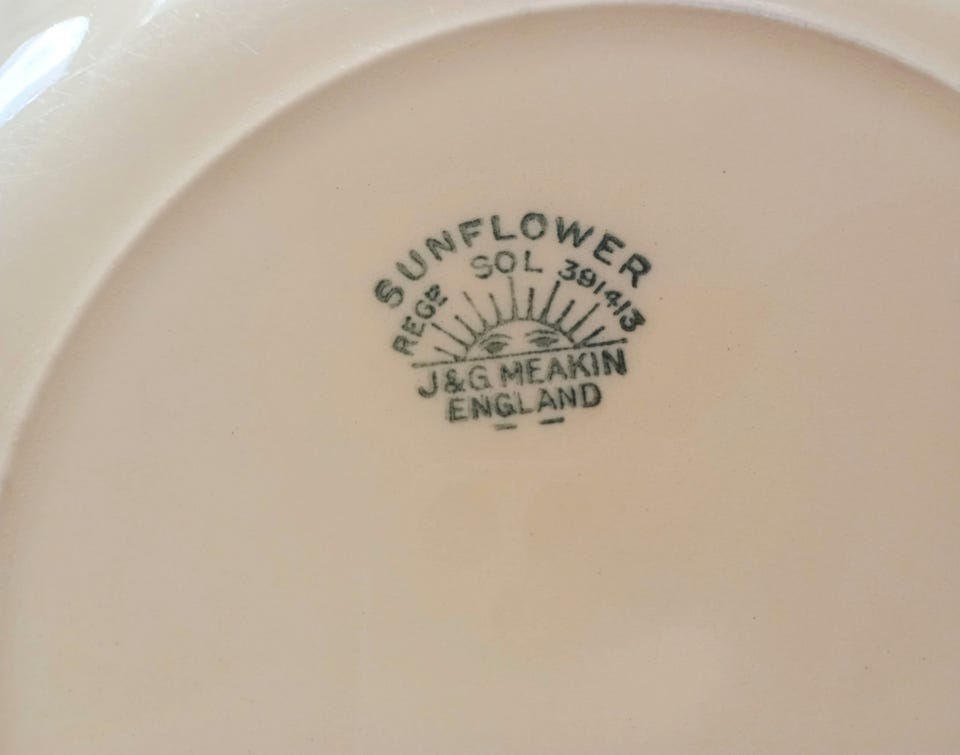 SUNFLOWER
SOL
REGD 391413
J&G MEAKIN
ENGLAND